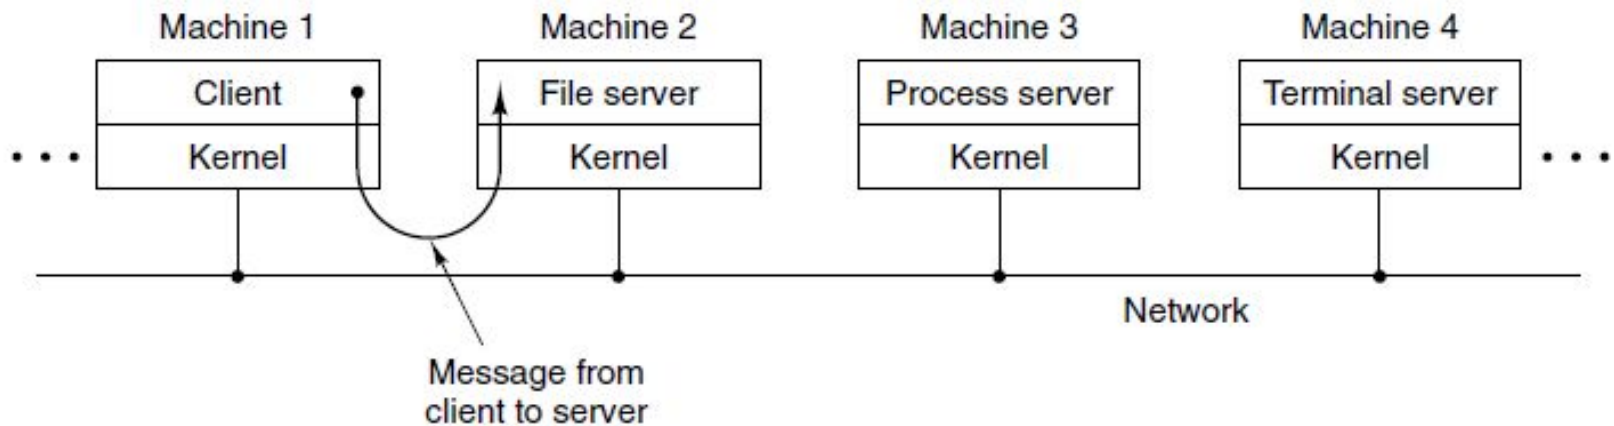 Machine 1
Machine 2
Machine 3
Machine 4
Client
File server
Process server
Terminal server
Kernel
Kernel
Kernel
Kernel
Network
Message from
client to server